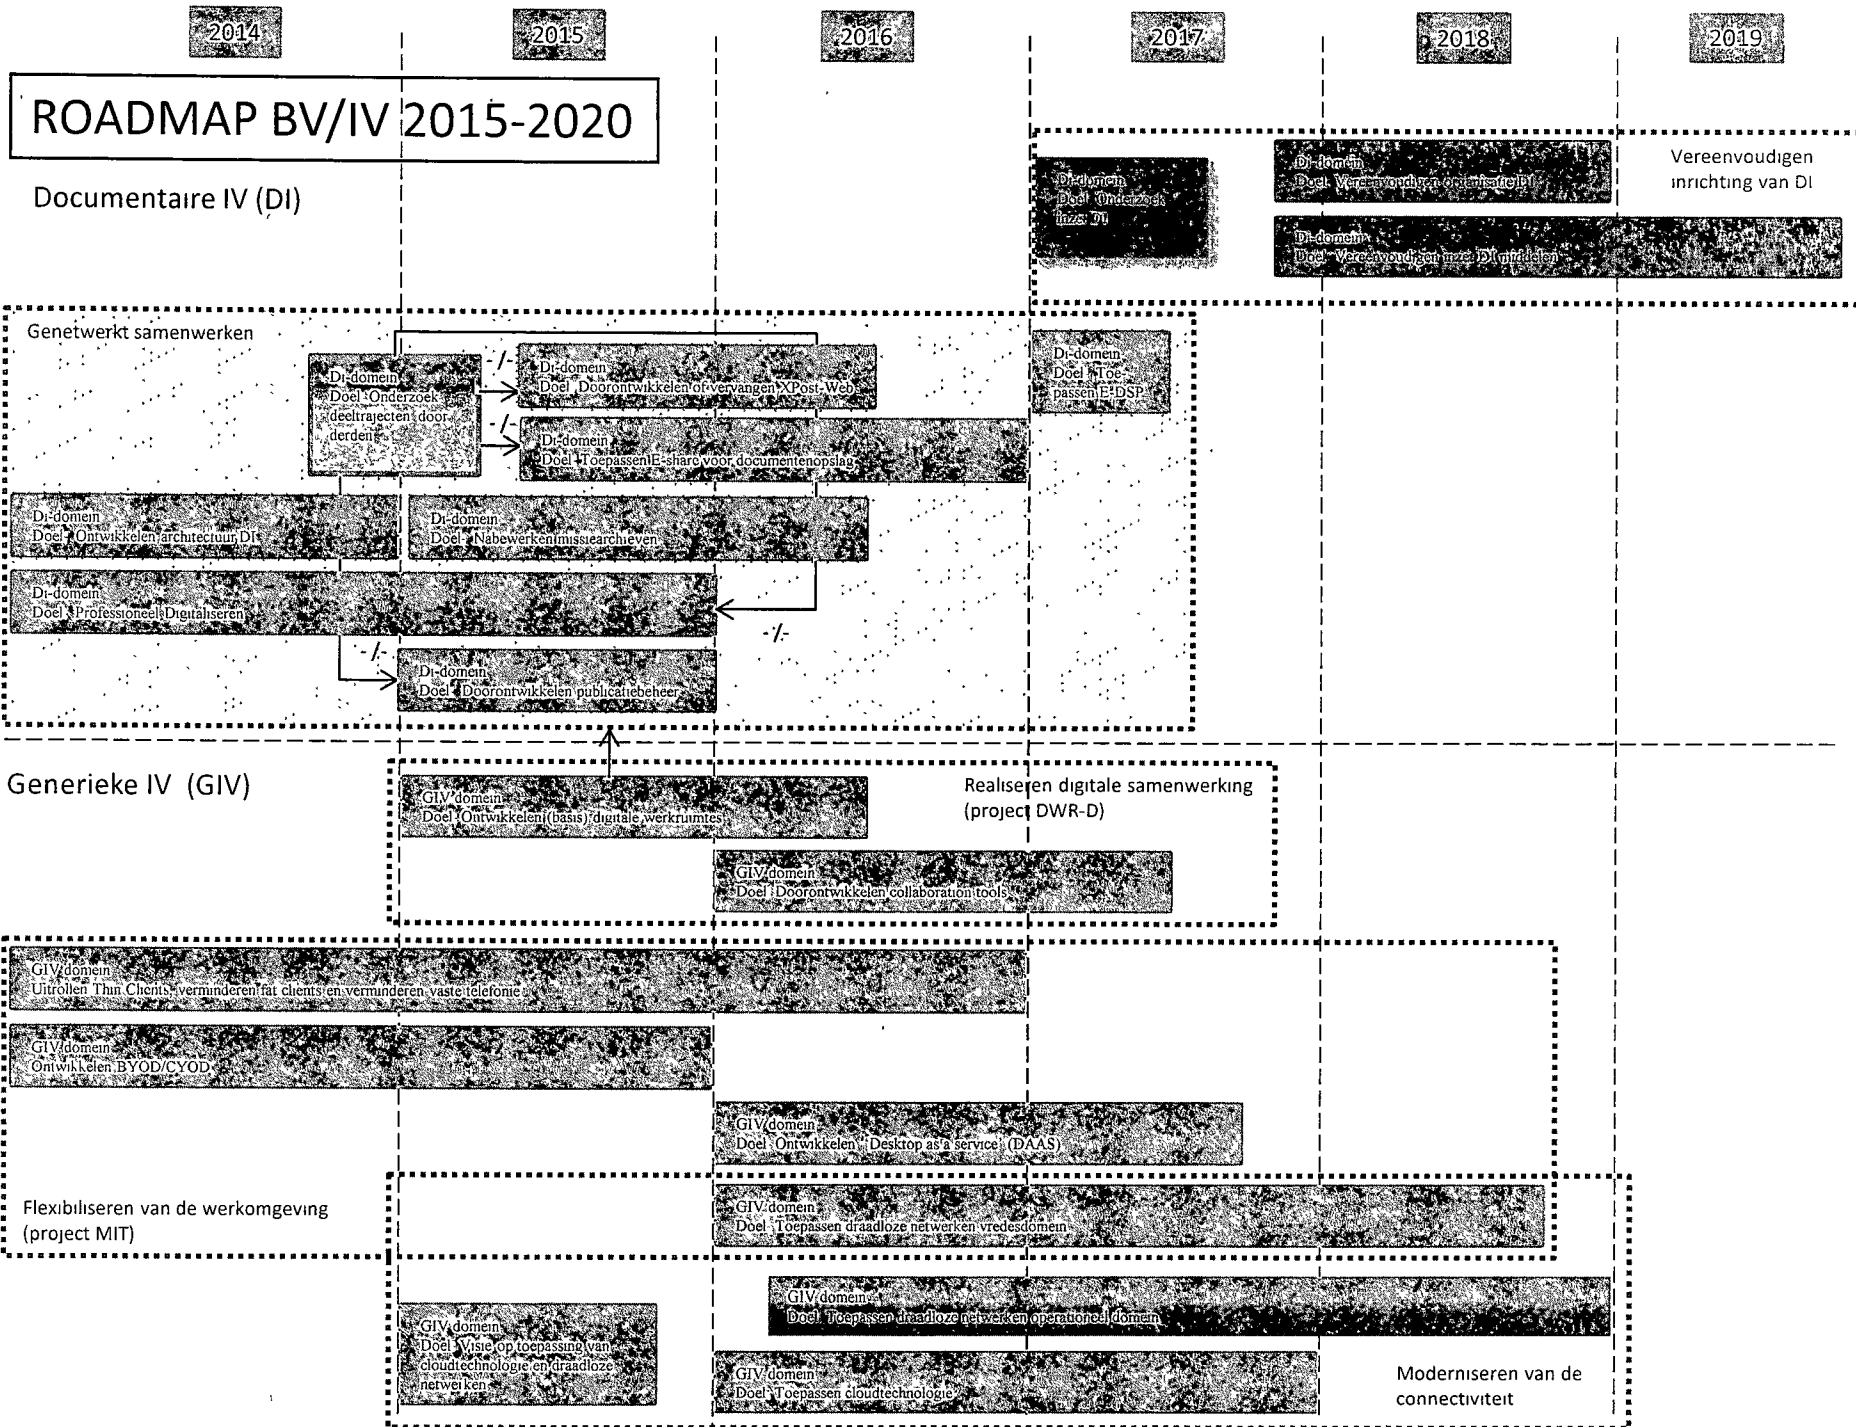 2014
2015
2016
2017
2018
2019
ROADMAP BV/IV 2015-2020
Documentaire IV (DI)
Di-domein
Doel Onderzoek
inzet DI
Di-domein
Doel Vereenvoudigen organisatie DI
Vereenvoudigen
inrichting van DI
Di-domein
Doel Vereenvoudigen inzet DI middelen
Genetwerkt samenwerken
Di-domein
Doel Onderzoek
deeltrajecten door
derden
-/-
Di-domein
Doel Doorontwikkelen of vervangen XPost-Web
Di-domein
Doel Toe-
passen E-DSP
-/-
Di-domein
Doel Toepassen E-share voor documentenopslag
Di-domein
Doel Ontwikkelen architectuur DI
Di-domein
Doel Nabewerken missiearchieven
Di-domein
Doel Professioneel Digitaliseren
-/-
-/-
Di-domein
Doel Doorontwikkelen publicatiebeheer
Generieke IV (GIV)
GIV domein
Doel Ontwikkelen (basis) digitale werkruimtes
Realiseren digitale samenwerking
(project DWR-D)
GIV domein
Doel Doorontwikkelen collaboration tools
GIV domein
Uitrollen Thin Clients, verminderen fat clients en verminderen vaste telefonie
GIV domein
Ontwikkelen BYOD/CYOD
GIV domein
Doel Ontwikkelen Desktop as a service (DAAS)
Flexibiliseren van de werkomgeving
(project MIT)
GIV domein
Doel Toepassen draadloze netwerken vredesdomein
GIV domein
Doel Toepassen draadloze netwerken operationeel domein
GIV domein
Doel Visie op toepassing van
cloudtechnologie en draadloze
netwerken
GIV domein
Doel Toepassen cloudtechnologie
Moderniseren van de
connectiviteit